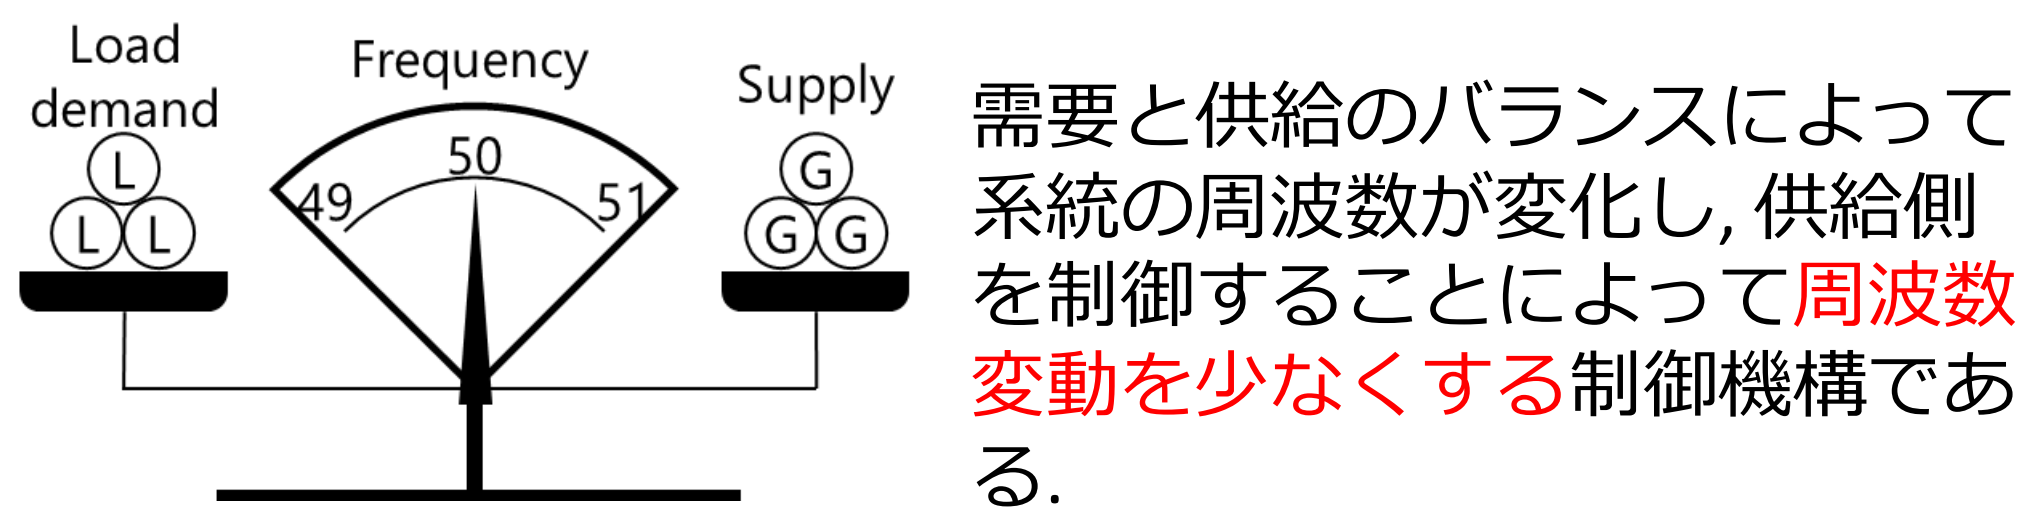 Load
demand
L
L L
Frequency
49 50 51
Supply
G
G G
需要と供給のバランスによって
系統の周波数が変化し, 供給側
を制御することによって周波数
変動を少なくする制御機構であ
る.